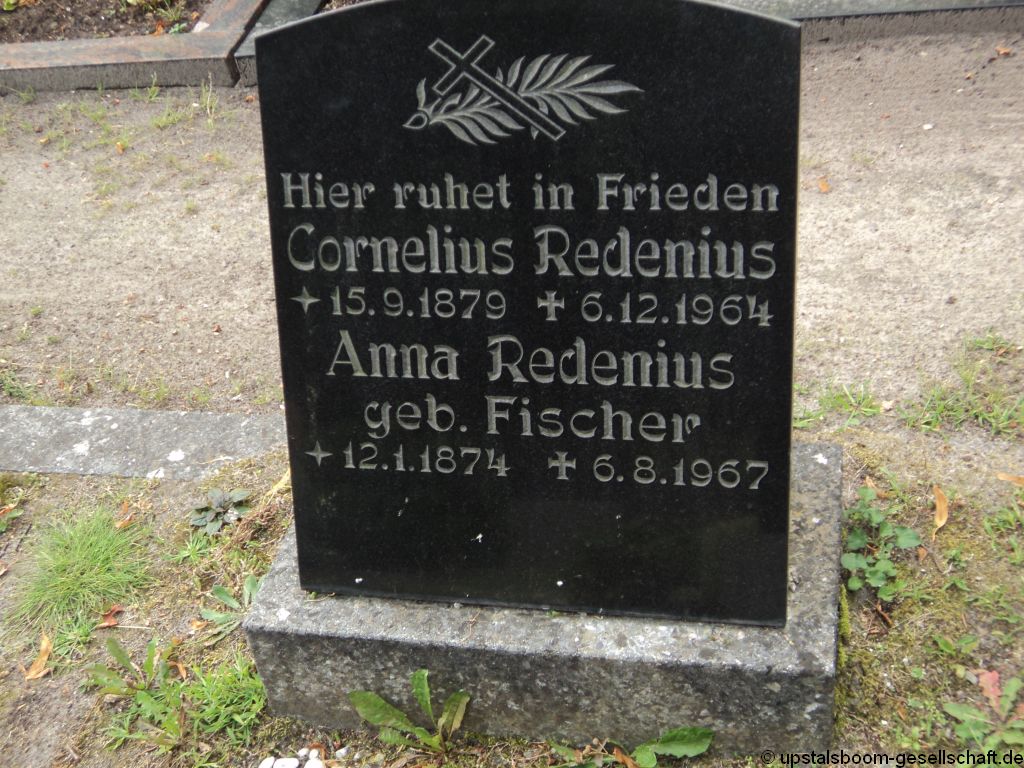 Hier ruhet in Frieden
Cornelius Redenius
✦ 15.9.1879 ✠ 6.12.1964
Anna Redenius
geb. Fischer
✦ 12.1.1874 ✠ 6.8.1967
© upstalsboom-gesellschaft.de